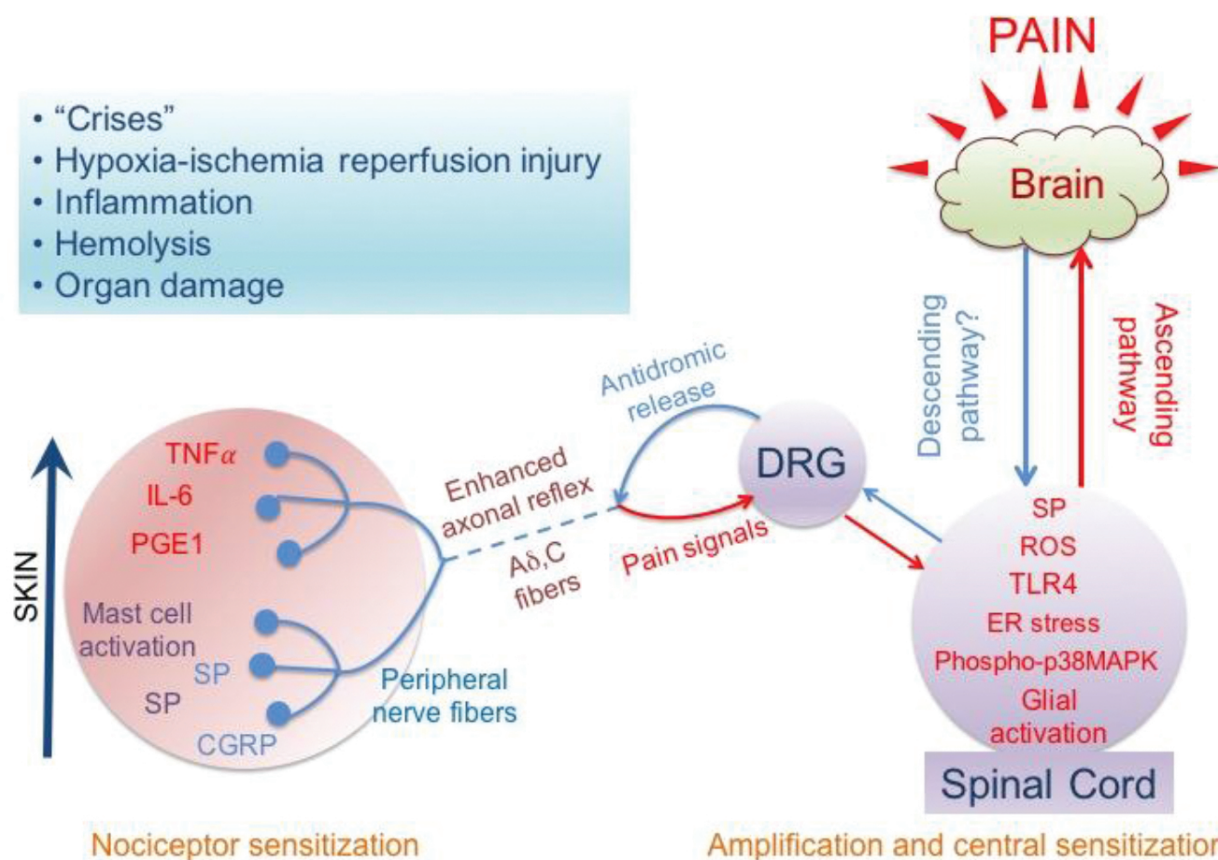 PAIN
• “Crises”
• Hypoxia-ischemia reperfusion injury
• Inflammation
• Hemolysis
• Organ damage
Brain
Descending
pathway?
Ascending
pathway
Antidromic
release
DRG
Enhanced
axonal reflex
Aδ,C
fibers
Pain signals
SKIN
TNFα
IL-6
PGE1
Mast cell
activation
SP
SP
CGRP
Peripheral
nerve fibers
SP
ROS
TLR4
ER stress
Phospho-p38MAPK
Glial
activation
Spinal Cord
Nociceptor sensitization
Amplification and central sensitization